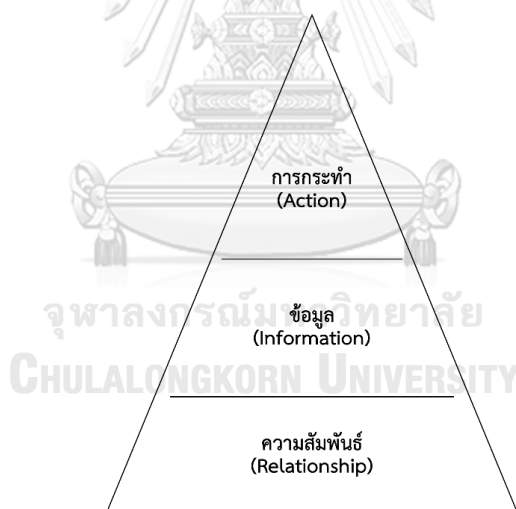 การกระทำ
(Action)
ข้อมูล
(Information)
จุฬาลงกรณ์มหาวิทยาลัย
CHULALONGKORN UNIVERSITY
ความสัมพันธ์
(Relationship)